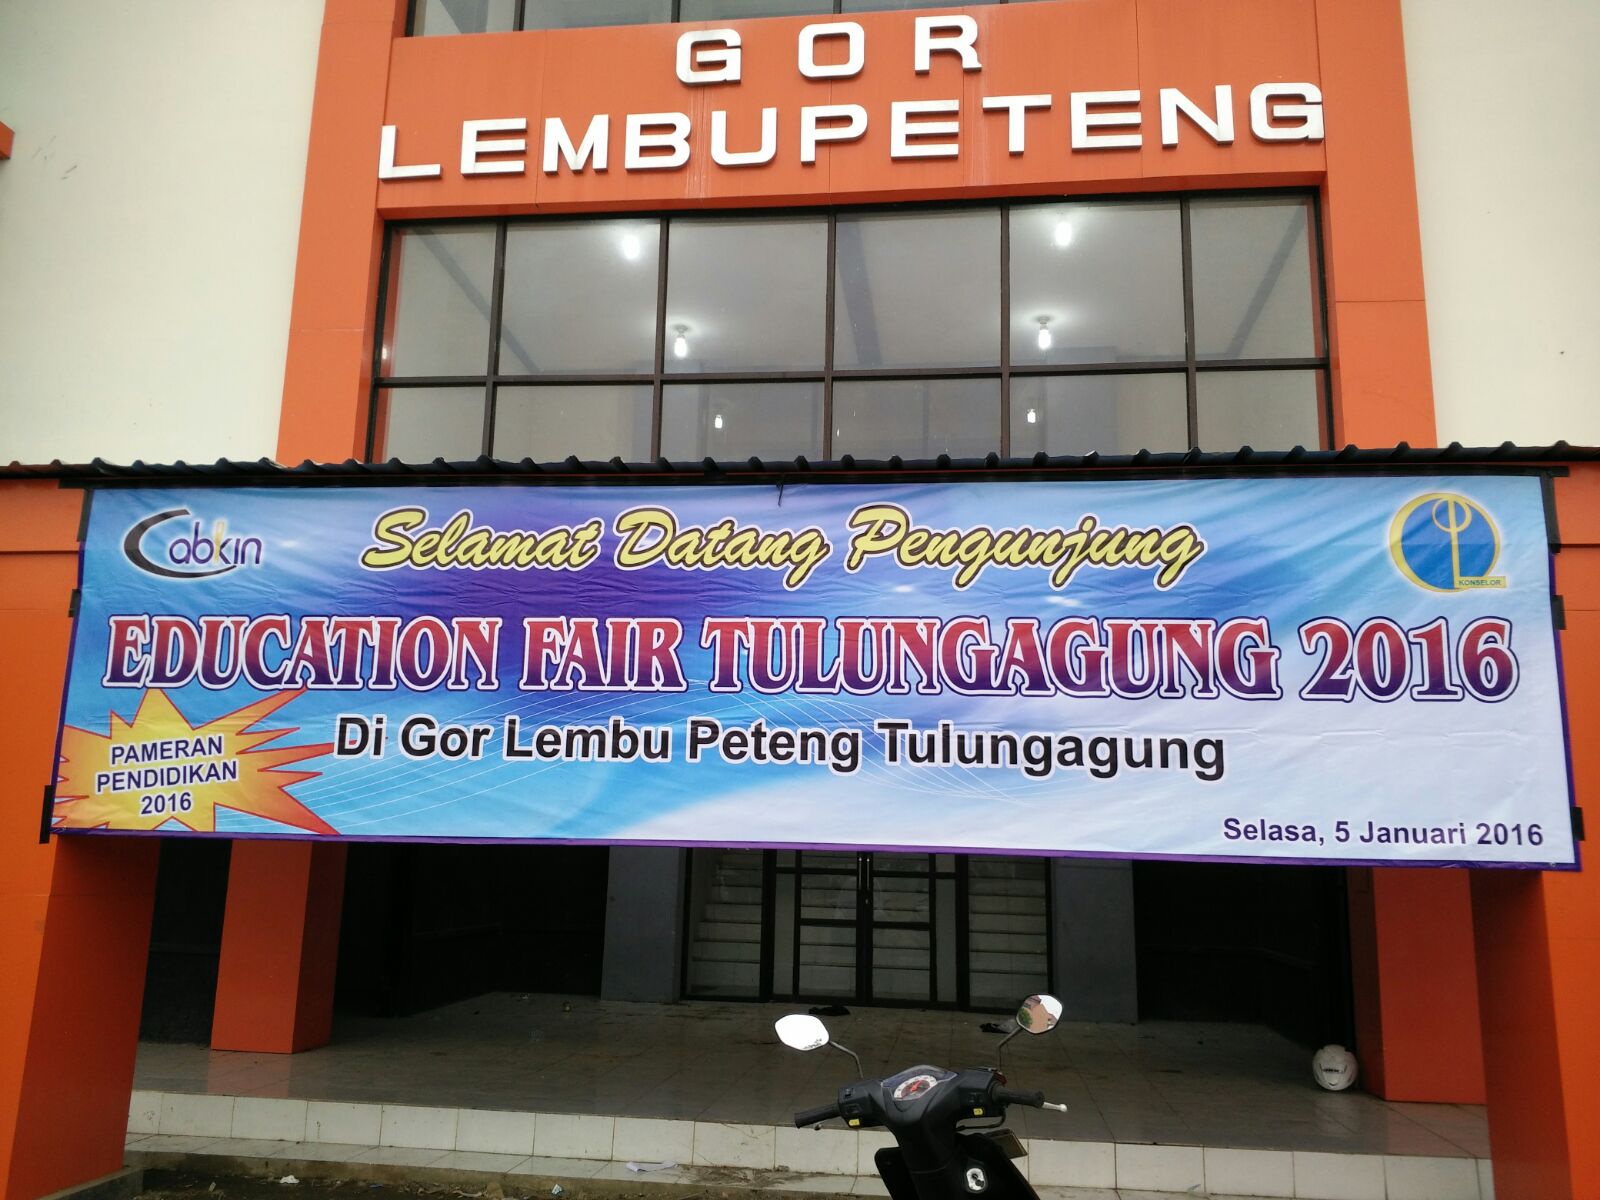 GOR
LEMBUPETENG
Cabkin
Selamat Datang Pengunjung
KONSELOR
EDUCATION FAIR TULUNGAGUNG 2016
Di Gor Lembu Peteng Tulungagung
PAMERAN
PENDIDIKAN
2016
Selasa, 5 Januari 2016